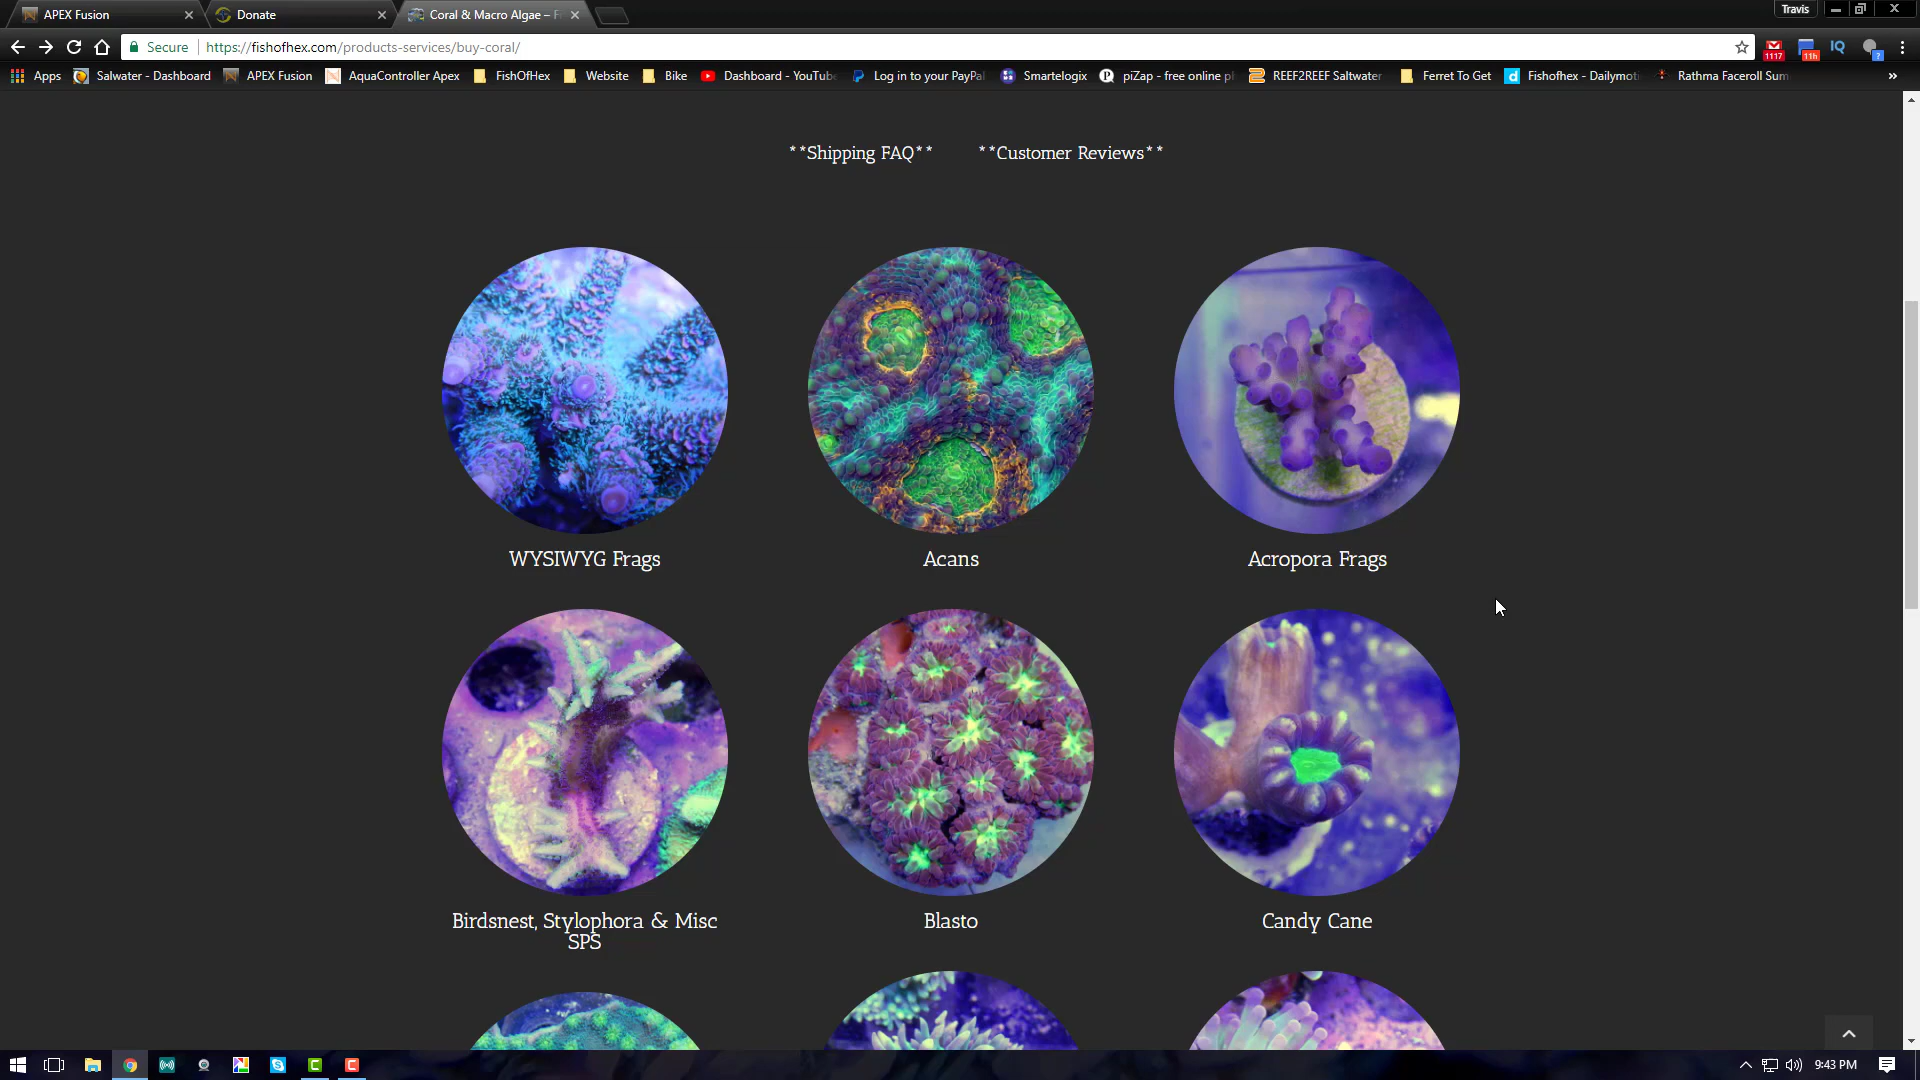 APEX Fusion
Donate
Coral & Macro Algae –
Travis
Secure
https://fishofhex.com/products-services/buy-coral/
1117
11h
IQ
?
Apps
Salwater - Dashboard
APEX Fusion
AquaController Apex
FishOfHex
Website
Bike
Dashboard - YouTube
Log in to your PayPal
Smartelogix
piZap - free online
REEF2REEF Saltwater
Ferret To Get
Fishofhex - Dailymoti
Rathma Faceroll Sum
»
**Shipping FAQ**
**Customer Reviews**
WYSIWYG Frags
Acans
Acropora Frags
Birdsnest, Stylophora & Misc
SPS
Blasto
Candy Cane
9:43 PM